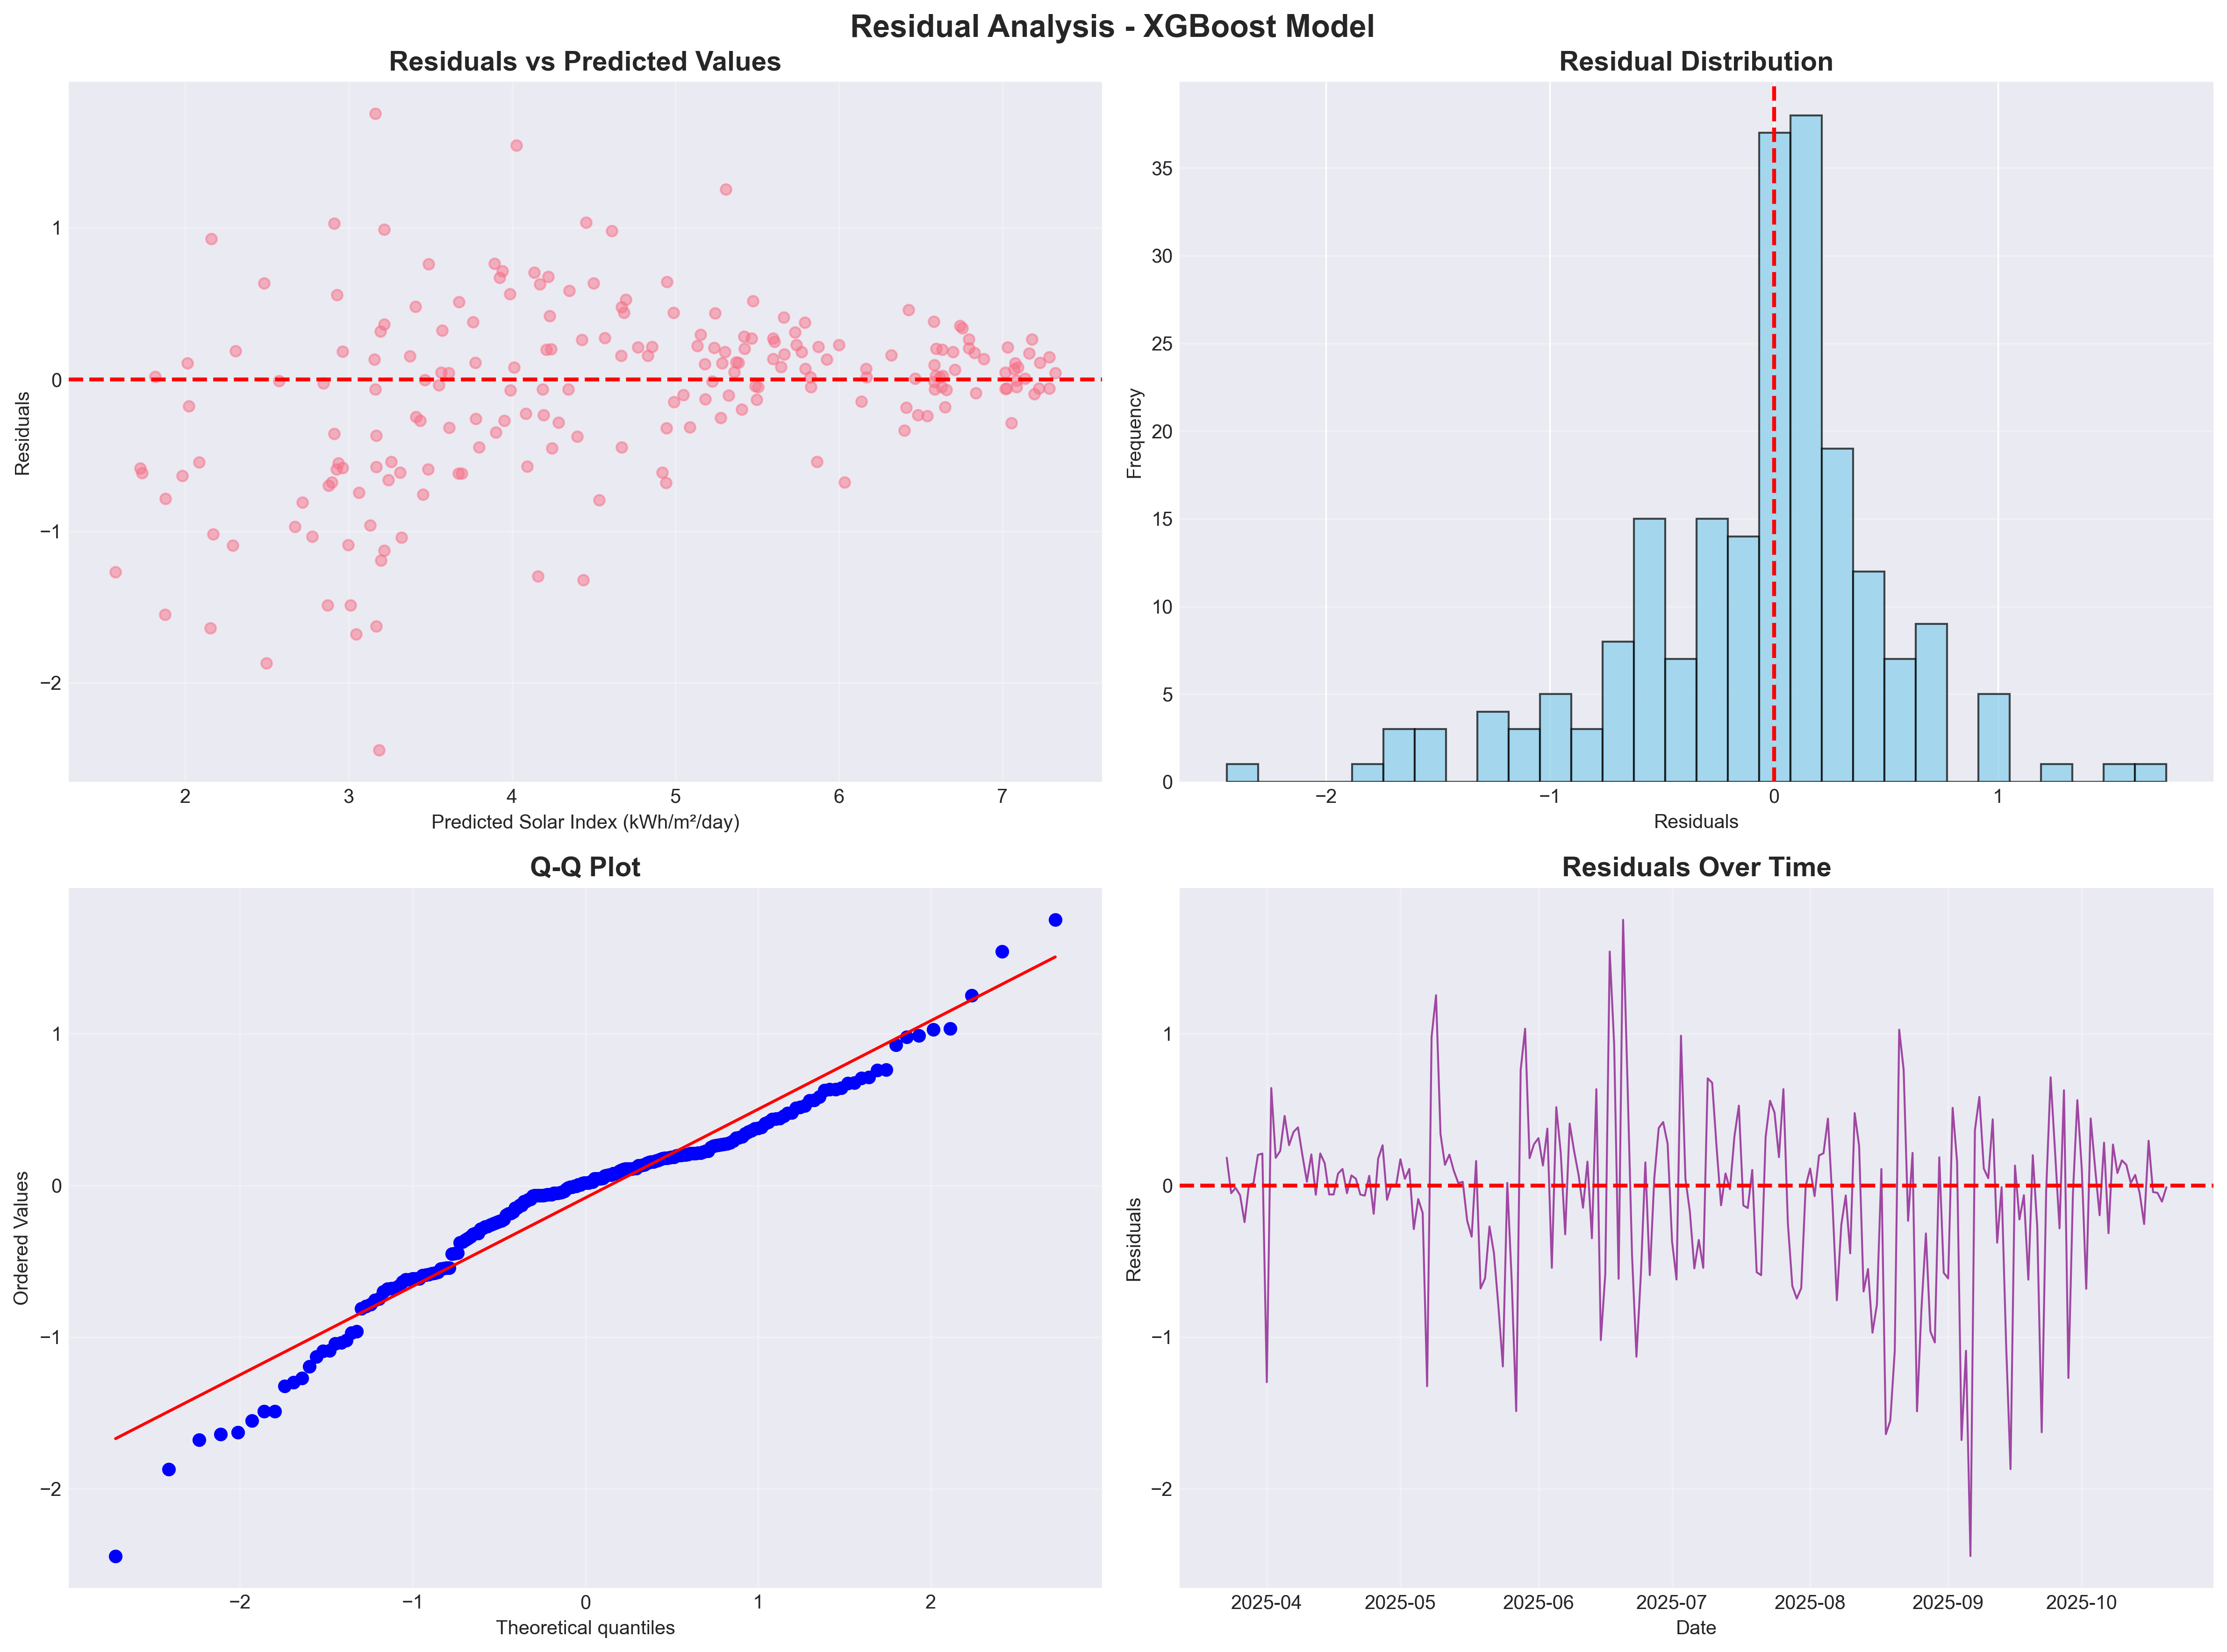 Residual Analysis - XGBoost Model
Residuals vs Predicted Values
Residuals
1
0
−1
−2
2 3 4 5 6 7
Predicted Solar Index (kWh/m²/day)
Residual Distribution
Frequency
35
30
25
20
15
10
5
0
−2 −1 0 1
Residuals
Q-Q Plot
Ordered Values
1
0
−1
−2
−2 −1 0 1 2
Theoretical quantiles
Residuals Over Time
Residuals
1
0
−1
−2
2025-04 2025-05 2025-06 2025-07 2025-08 2025-09 2025-10
Date